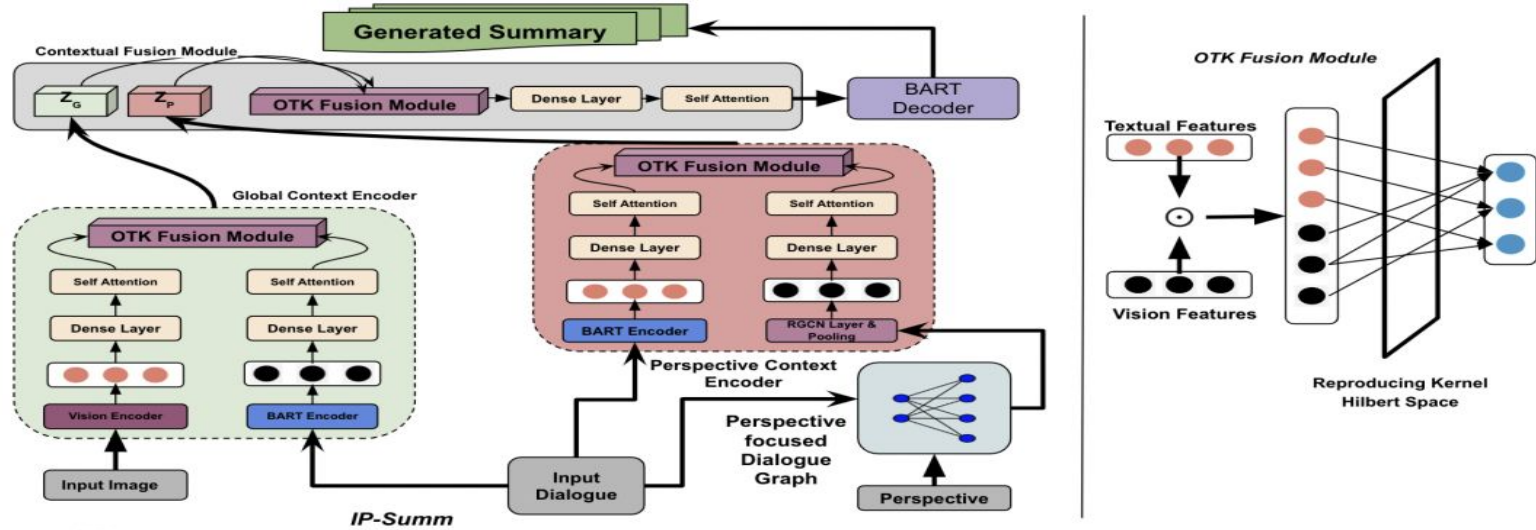 Generated Summary
Contextual Fusion Module
Z_G
Z_P
OTK Fusion Module
Dense Layer
Self Attention
BART
Decoder
Global Context Encoder
OTK Fusion Module
Self Attention
Self Attention
Dense Layer
Dense Layer
Vision Encoder
BART Encoder
Input Image
OTK Fusion Module
Self Attention
Self Attention
Dense Layer
Dense Layer
BART Encoder
RGCN Layer &
Pooling
Perspective Context
Encoder
Perspective
focused
Dialogue
Graph
Input
Dialogue
Perspective
IP-Summ
OTK Fusion Module
Textual Features
Vision Features
Reproducing Kernel
Hilbert Space